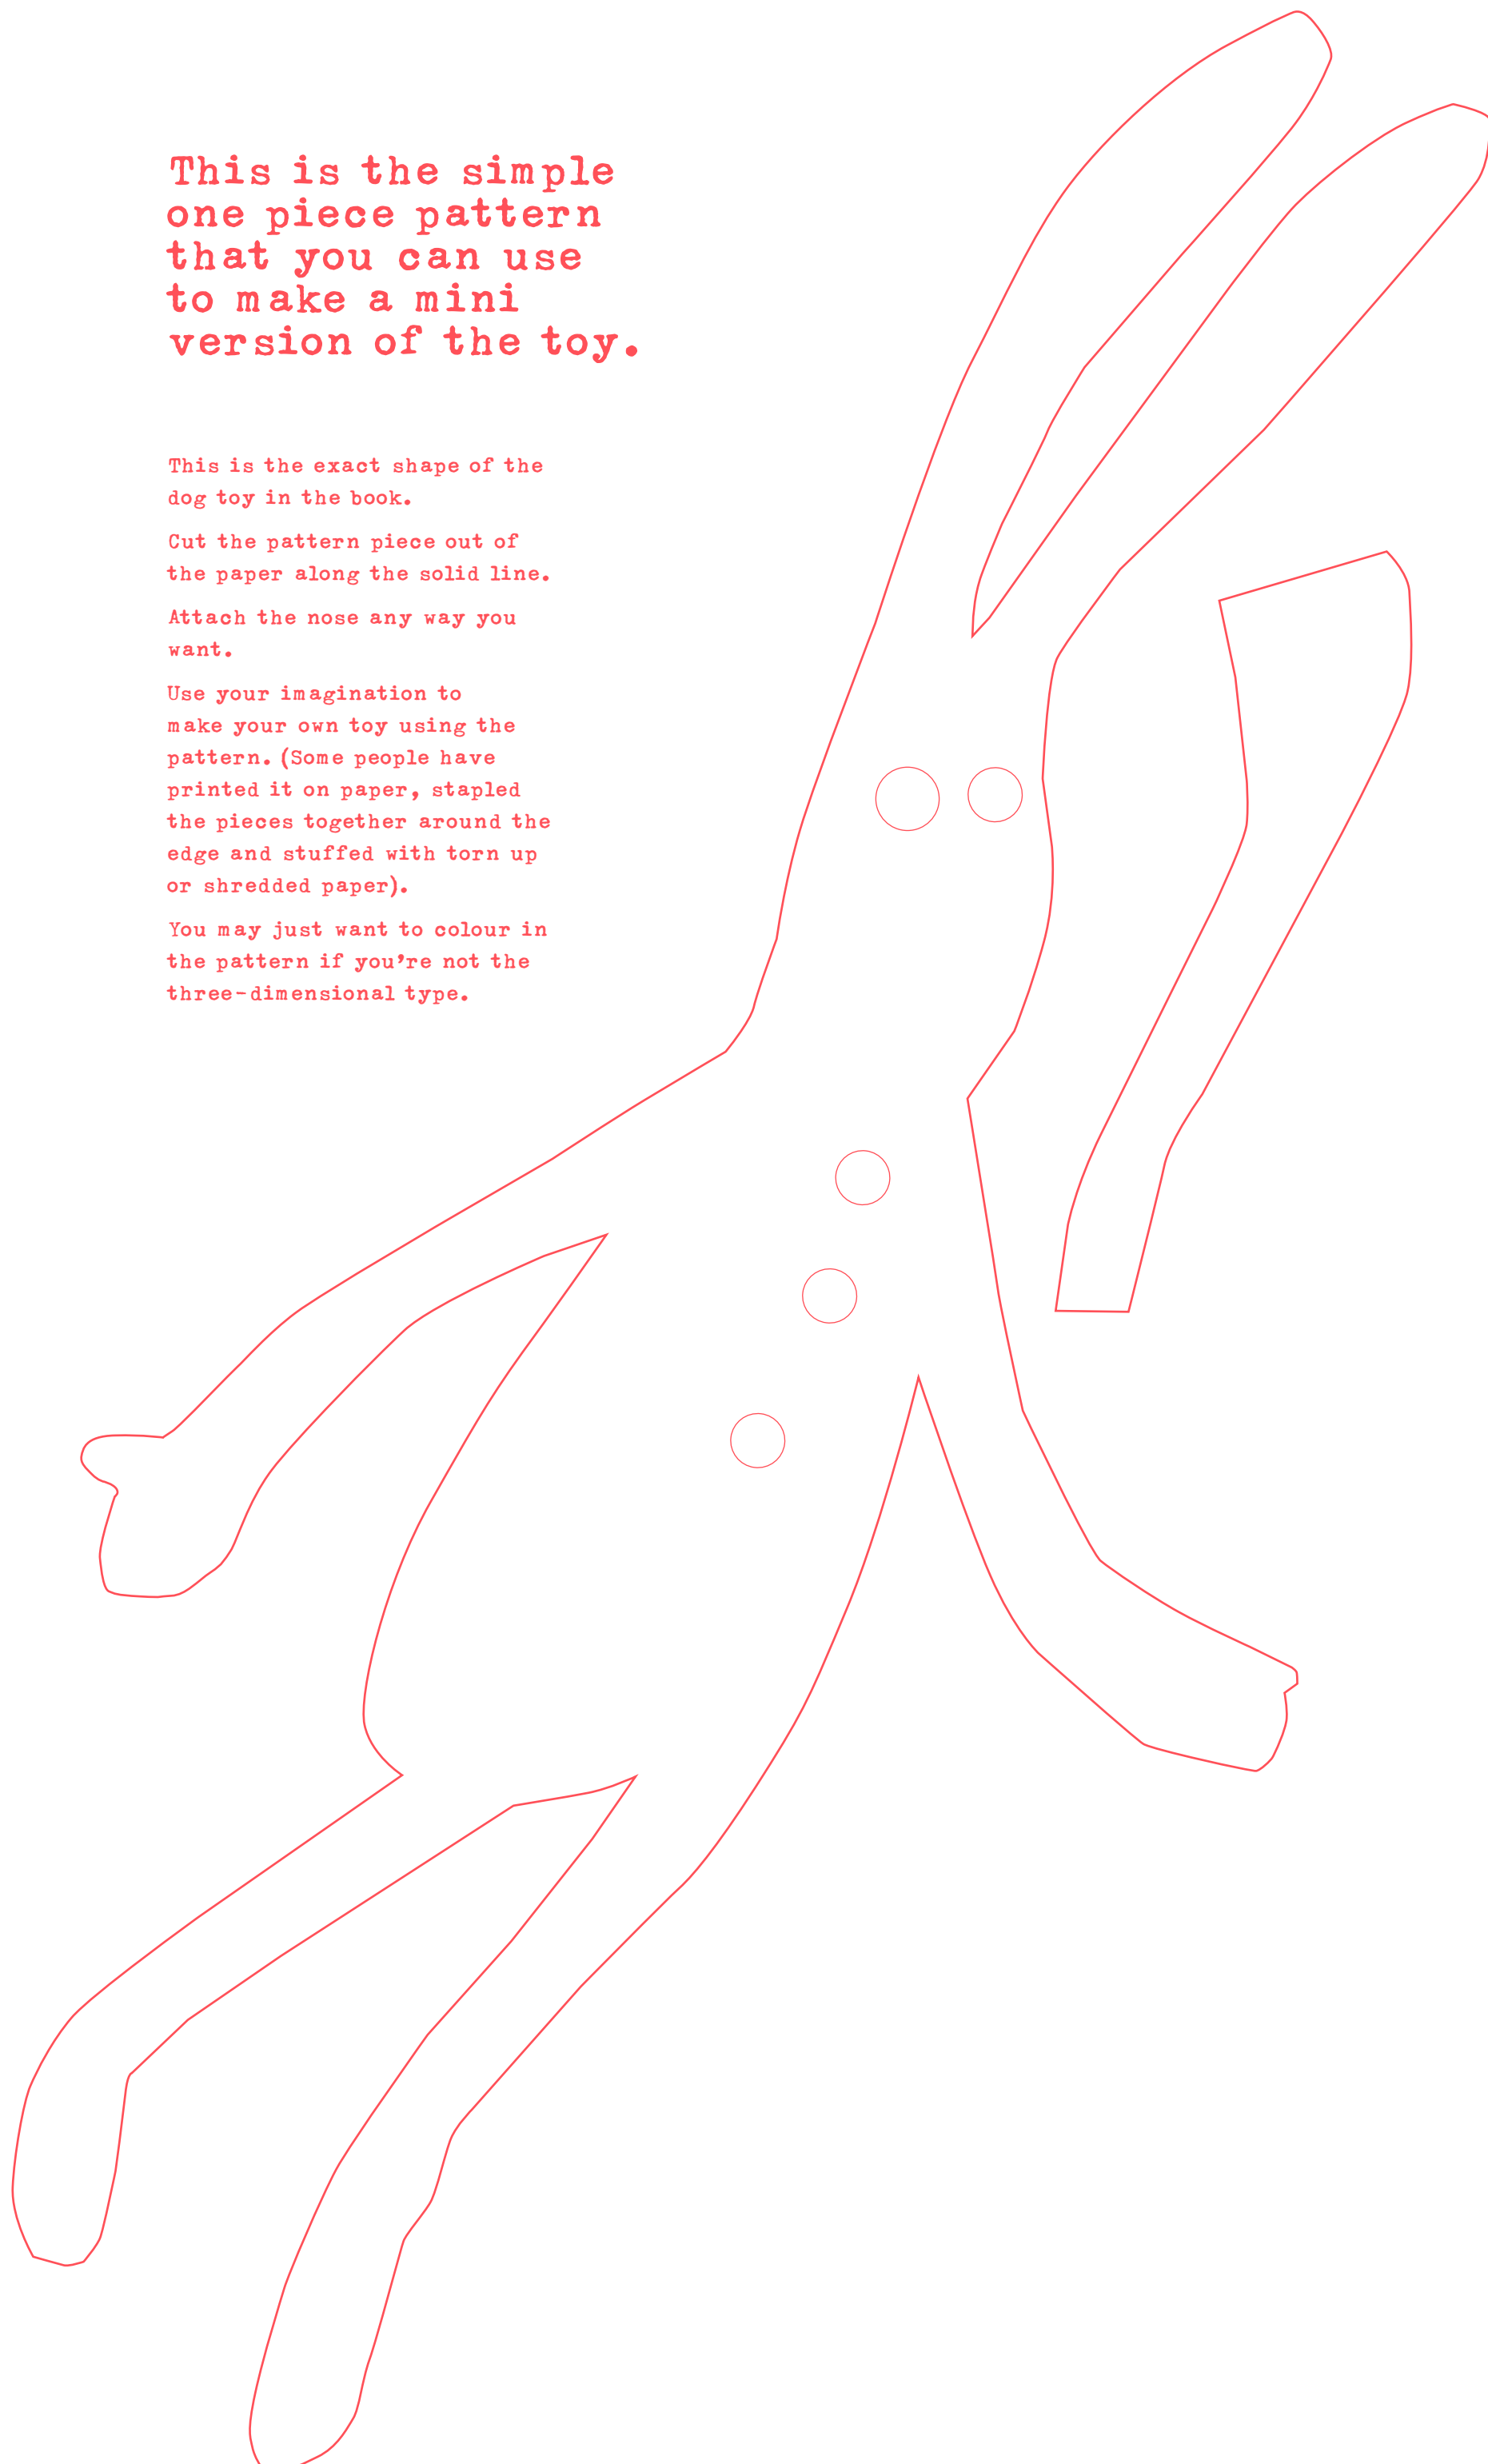 This is the simple
one piece pattern
that you can use
to make a mini
version of the toy.
This is the exact shape of the
dog toy in the book.
Cut the pattern piece out of
the paper along the solid line.
Attach the nose any way you
want.
Use your imagination to
make your own toy using the
pattern. (Some people have
printed it on paper, stapled
the pieces together around the
edge and stuffed with torn up
or shredded paper).
You may just want to colour in
the pattern if you’re not the
three-dimensional type.